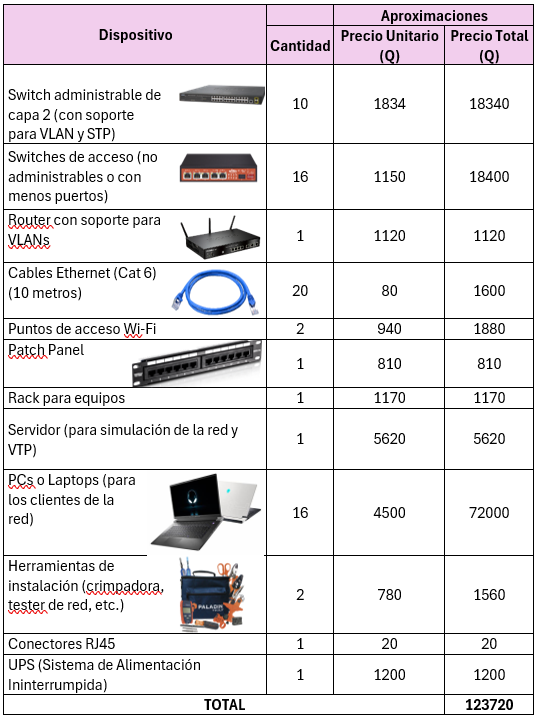 Dispositivo
Cantidad
Aproximaciones
Precio Unitario
(Q)
Precio Total
(Q)
Switch administrable de
capa 2 (con soporte
para VLAN y STP)
10
1834
18340
Switches de acceso (no
administrables o con
menos puertos)
16
1150
18400
Router con soporte para
VLANs
1
1120
1120
Cables Ethernet (Cat 6)
(10 metros)
20
80
1600
Puntos de acceso Wi-Fi
2
940
1880
Patch Panel
1
810
810
Rack para equipos
1
1170
1170
Servidor (para simulación de la red y
VTP)
1
5620
5620
PCs o Laptops (para
los clientes de la
red)
16
4500
72000
Herramientas de
instalación (crimpadora,
tester de red, etc.)
PALADIN
2
780
1560
Conectores RJ45
1
20
20
UPS (Sistema de Alimentación
Ininterrumpida)
1
1200
1200
TOTAL
123720